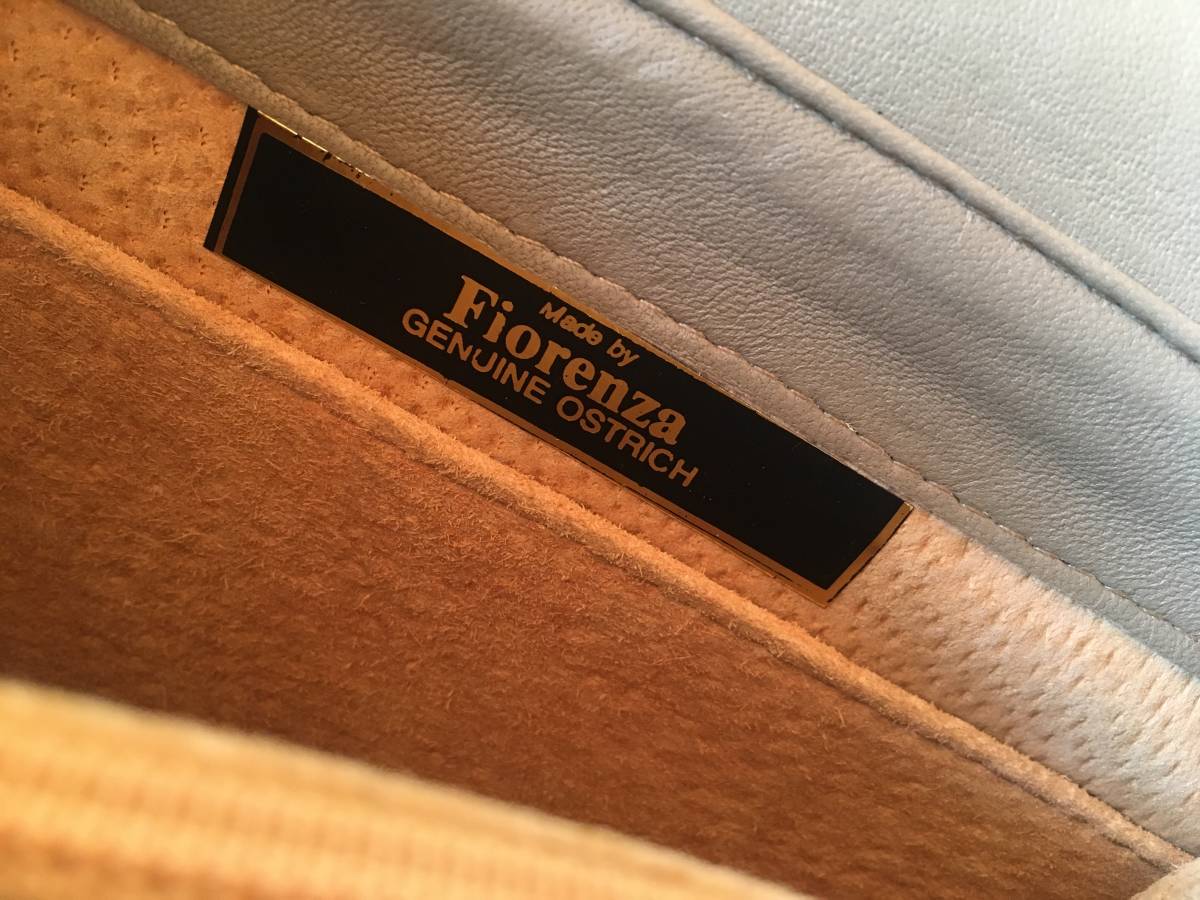 Made by
Fiorenza
GENUINE OSTRICH